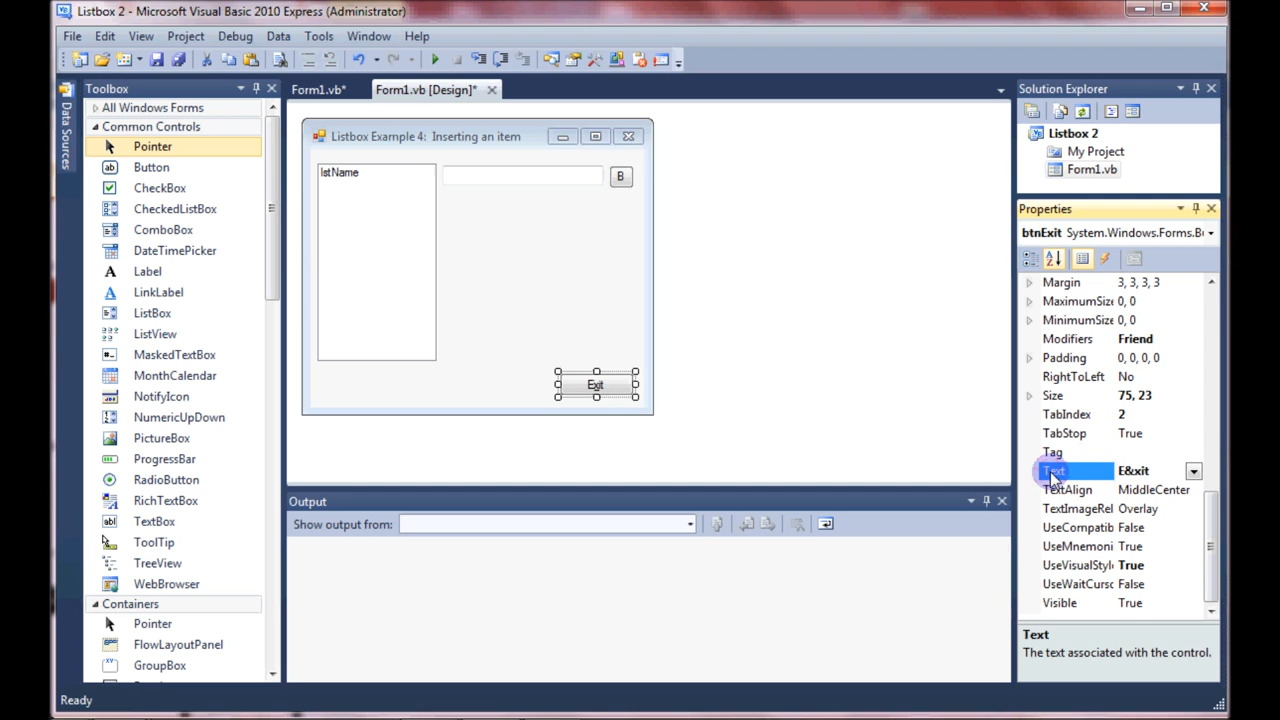 Listbox 2 - Microsoft Visual Basic 2010 Express (Administrator)
File Edit View Project Debug Data Tools Window Help
Data Sources
Toolbox
All Windows Forms
Common Controls
Pointer
Button
CheckBox
CheckedListBox
ComboBox
DateTimePicker
Label
LinkLabel
ListBox
ListView
MaskedTextBox
MonthCalendar
NotifyIcon
NumericUpDown
PictureBox
ProgressBar
RadioButton
RichTextBox
TextBox
ToolTip
TreeView
WebBrowser
Containers
Pointer
FlowLayoutPanel
GroupBox
Form1.vb* Form1.vb [Design]*
Listbox Example 4: Inserting an item
lstName
B
Exit
Output
Show output from:
Solution Explorer
Listbox 2
My Project
Form1.vb
Properties
btnExit System.Windows.Forms.B
Margin 3, 3, 3, 3
MaximumSize 0, 0
MinimumSize 0, 0
Modifiers Friend
Padding 0, 0, 0, 0
RightToLeft No
Size 75, 23
TabIndex 2
TabStop True
Tag
Text E&xit
TextAlign MiddleCenter
TextImageRel Overlay
UseCompatib False
UseMnemoni True
UseVisualStyl True
UseWaitCurso False
Visible True
Text
The text associated with the control.
Ready